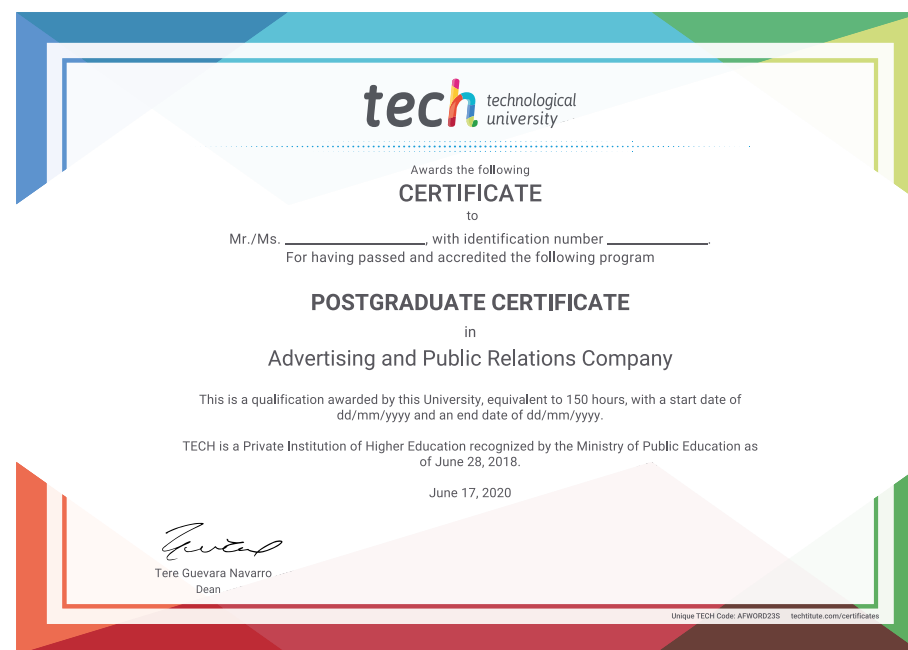 tech technological
university
Awards the following
CERTIFICATE
to
Mr./Ms. ____________________, with identification number ______________.
For having passed and accredited the following program
POSTGRADUATE CERTIFICATE
in
Advertising and Public Relations Company
This is a qualification awarded by this University, equivalent to 150 hours, with a start date of
dd/mm/yyyy and an end date of dd/mm/yyyy.
TECH is a Private Institution of Higher Education recognized by the Ministry of Public Education as
of June 28, 2018.
June 17, 2020
Tere Guevara Navarro
Dean
Unique TECH Code: AFWORD23S techtitute.com/certificates